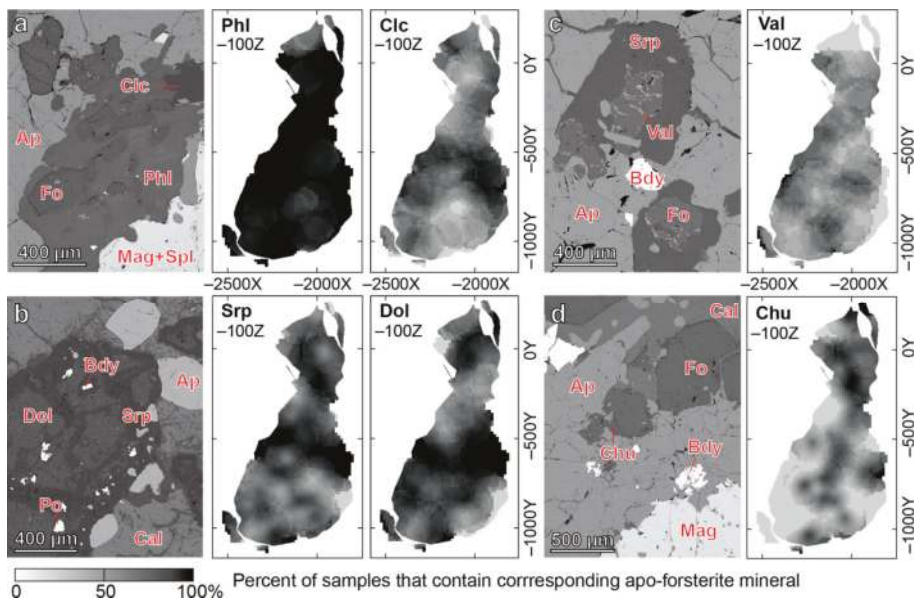 a
Clc
Ap
Fo
Phl
Mag+Spl
400 µm
Phl
–100Z
Clc
–100Z
0Y
–500Y
–1000Y
–2500X
–2000X
c
Srp
Val
Bdy
Ap
Fo
400 µm
Val
–100Z
0Y
–500Y
–1000Y
–2500X
–2000X
b
Bdy
Ap
Dol
Srp
Po
Cal
400 µm
Srp
–100Z
Dol
–100Z
0Y
–500Y
–1000Y
d
Cal
Ap
Fo
Chu
Bdy
Mag
500 µm
Chu
–100Z
0Y
–500Y
–1000Y
0
50
100%
Percent of samples that contain corrresponding apo-forsterite mineral